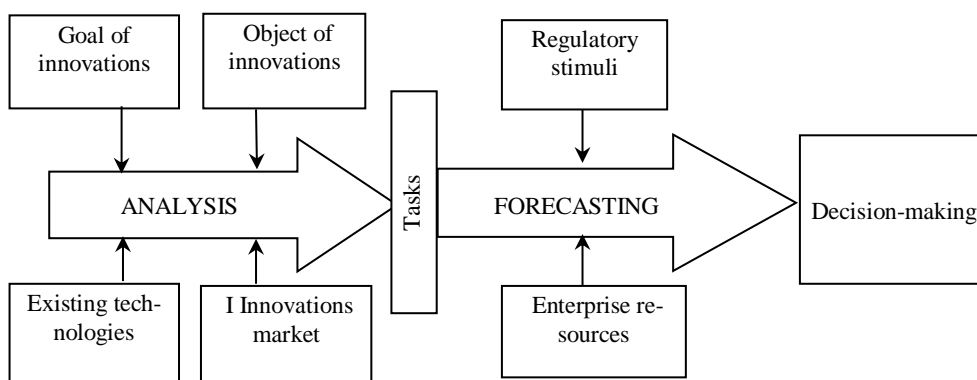 Goal of
innovations
Object of
innovations
Regulatory
stimuli
ANALYSIS
Tasks
FORECASTING
Decision-making
Existing tech-
nologies
I Innovations
market
Enterprise re-
sources